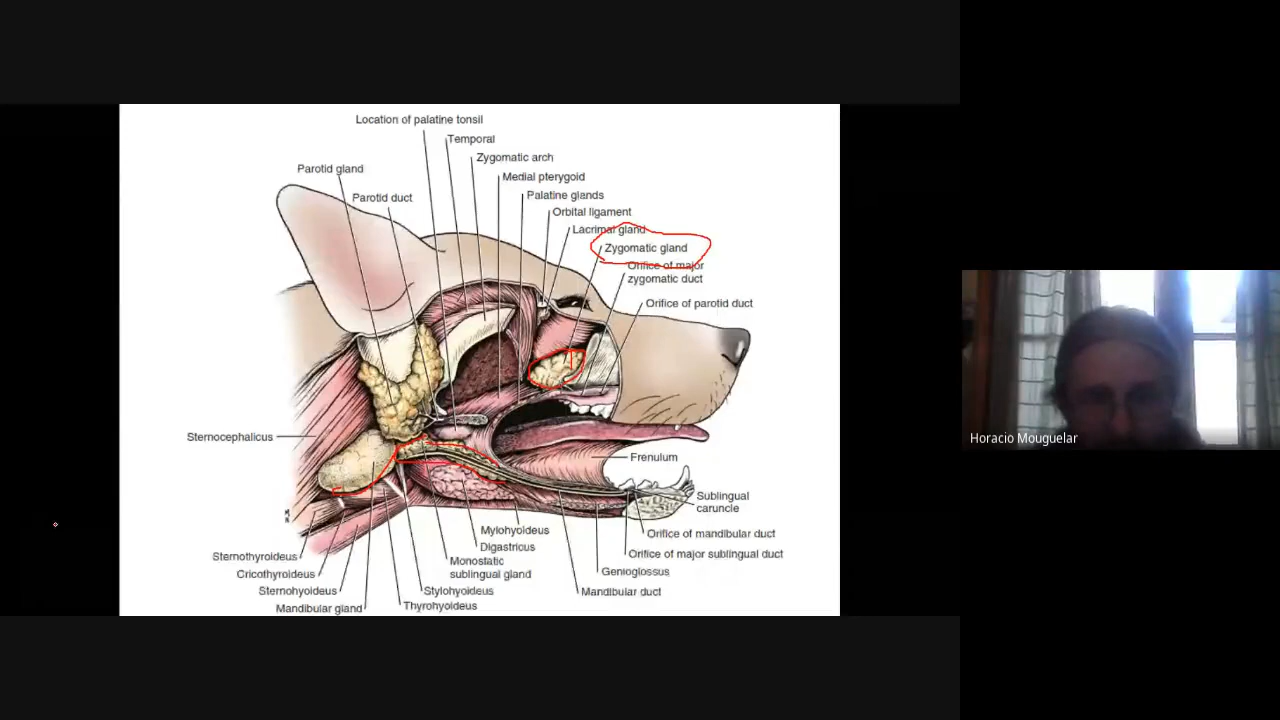 Location of palatine tonsil
Temporal
Zygomatic arch
Parotid gland
Medial pterygoid
Parotid duct
Palatine glands
Orbital ligament
Lacrimal gland
Zygomatic gland
Orifice of major
zygomatic duct
Orifice of parotid duct
Sternocephalicus
Frenulum
Sublingual
caruncle
Mylohyoideus
Orifice of mandibular duct
Digastricus
Orifice of major sublingual duct
Sternothyroideus
Monostatic
sublingual gland
Genioglossus
Cricothyroideus
Sternohyoideus
Stylohyoideus
Mandibular duct
Mandibular gland
Thyrohyoideus
Horacio Mouguelar